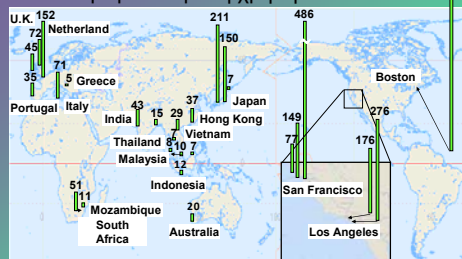 211
486
U.K.
152
Netherland
72
45
150
71
35
5
Greece
7
Boston
Portugal
Italy
Japan
43
37
India
15
29
Hong Kong
149
276
Vietnam
7
Thailand
8
10
7
77
176
Malaysia
12
Indonesia
San Francisco
51
11
Mozambique
South
Africa
20
Australia
Los Angeles